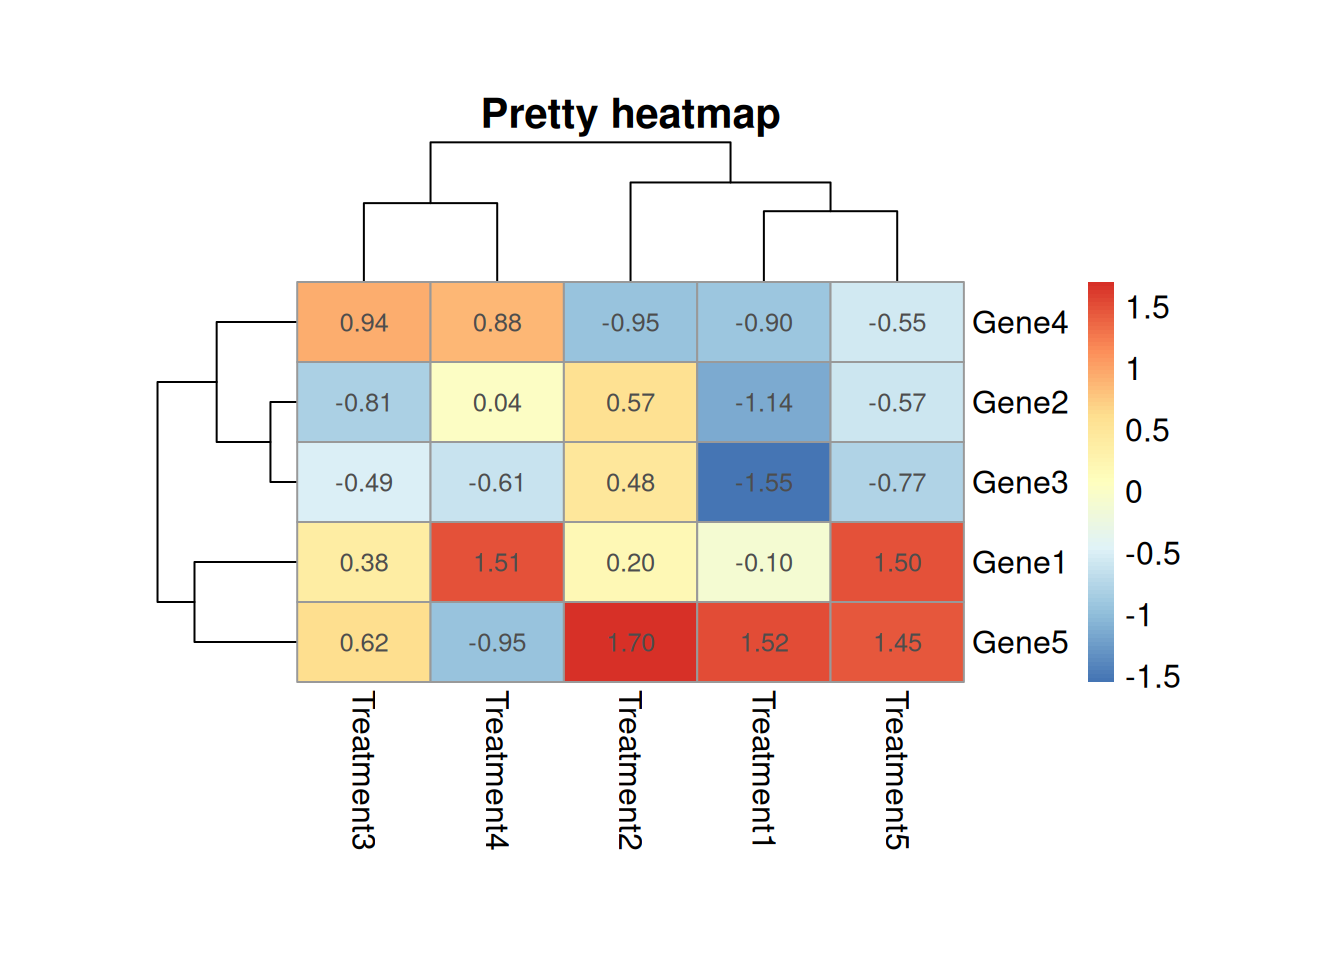 Pretty heatmap
0.94 0.88 -0.95 -0.90 -0.55 Gene4
-0.81 0.04 0.57 -1.14 -0.57 Gene2
-0.49 -0.61 0.48 -1.55 -0.77 Gene3
0.38 1.51 0.20 -0.10 1.50 Gene1
0.62 -0.95 1.70 1.52 1.45 Gene5
Treatment3
Treatment4
Treatment2
Treatment1
Treatment5
1.5
1
0.5
0
-0.5
-1
-1.5